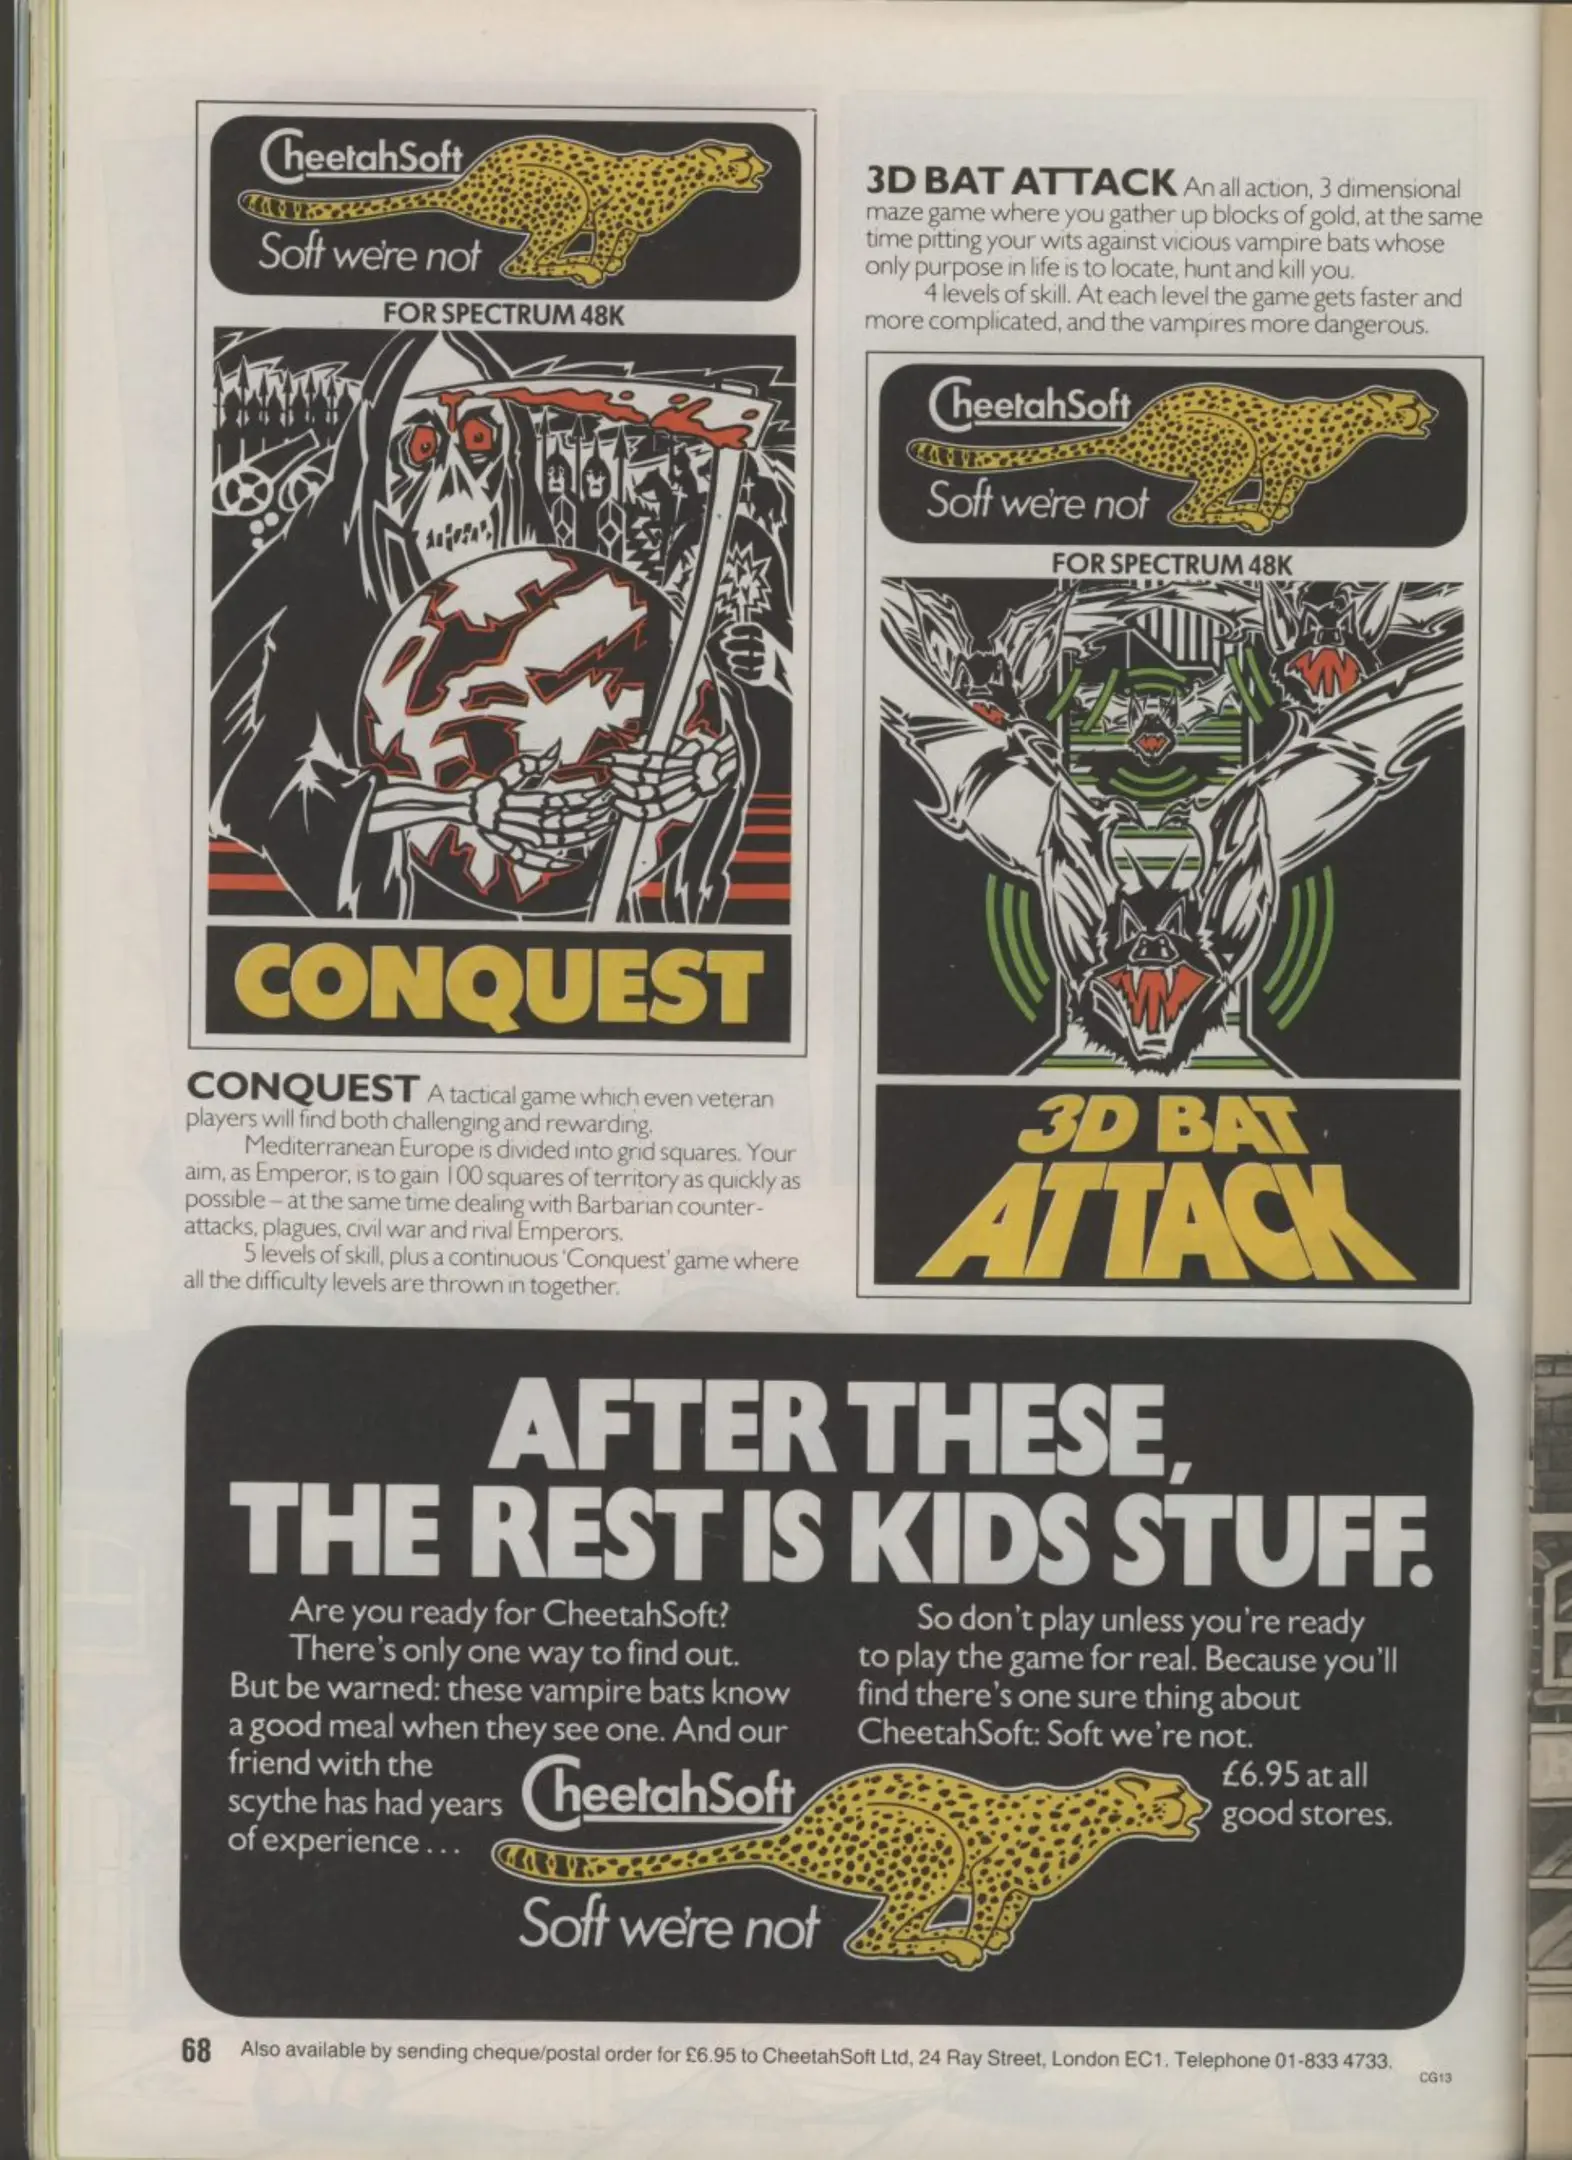 CheetahSoft
Soft we're not
FOR SPECTRUM 48K
CONQUEST
CONQUEST A tactical game which even veteran
players will find both challenging and rewarding.
Mediterranean Europe is divided into grid squares. Your
aim, as Emperor, is to gain 100 squares of territory as quickly as
possible – at the same time dealing with Barbarian counter-
attacks, plagues, civil war and rival Emperors.
5 levels of skill, plus a continuous 'Conquest' game where
all the difficulty levels are thrown in together.
3D BAT ATTACK An all action, 3 dimensional
maze game where you gather up blocks of gold, at the same
time pitting your wits against vicious vampire bats whose
only purpose in life is to locate, hunt and kill you.
4 levels of skill. At each level the game gets faster and
more complicated, and the vampires more dangerous.
CheetahSoft
Soft we're not
FOR SPECTRUM 48K
3D BAT
ATTACK
AFTER THESE,
THE REST IS KIDS STUFF.
Are you ready for CheetahSoft?
There's only one way to find out.
But be warned: these vampire bats know
a good meal when they see one. And our
friend with the
scythe has had years
of experience . . .
So don't play unless you're ready
to play the game for real. Because you'll
find there's one sure thing about
CheetahSoft: Soft we're not.
£6.95 at all
good stores.
CheetahSoft
Soft we're not
68 Also available by sending cheque/postal order for £6.95 to CheetahSoft Ltd, 24 Ray Street, London EC1. Telephone 01-833 4733.
CG13